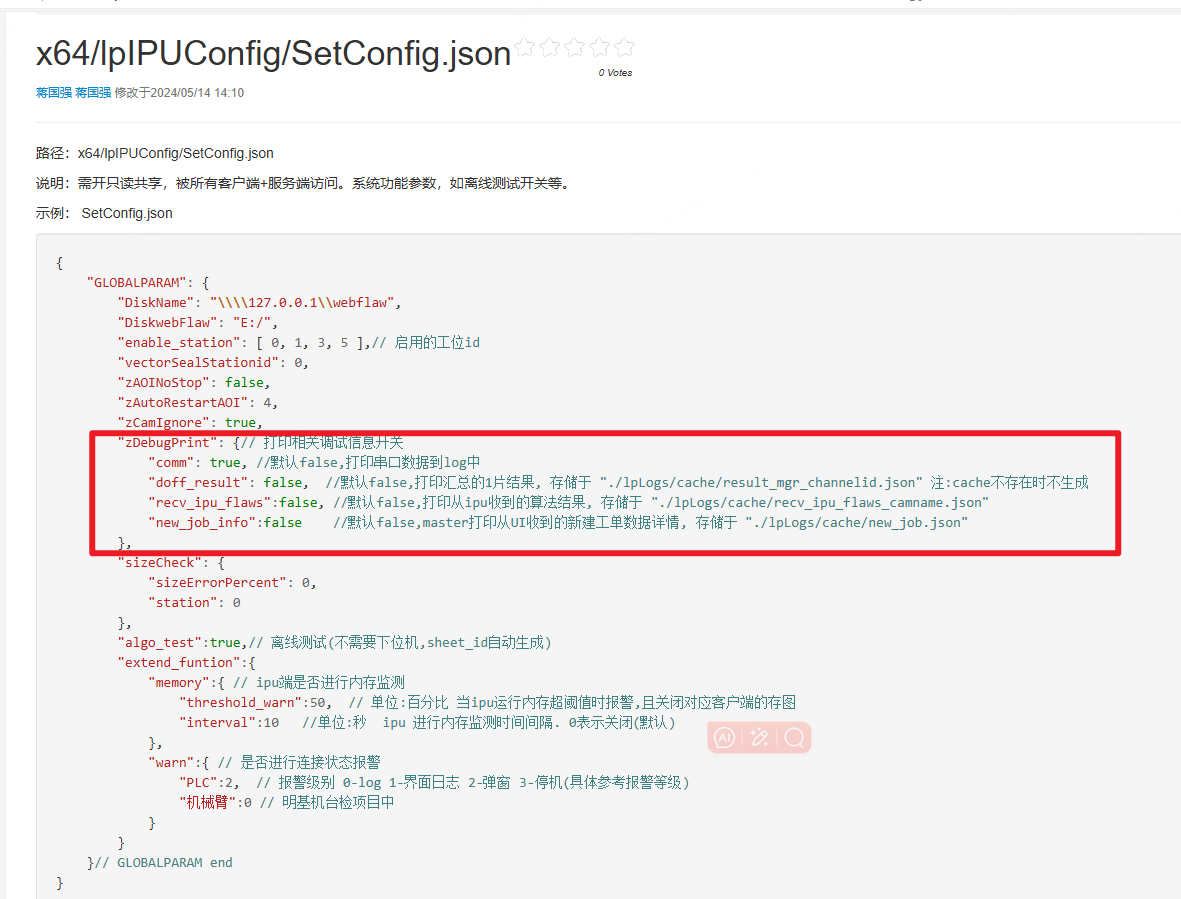 x64/lpIPUConfig/SetConfig.json
0 Votes
蒋国强 蒋国强 修改于2024/05/14 14:10
路径：x64/lpIPUConfig/SetConfig.json
说明：需开只读共享，被所有客户端+服务端访问。系统功能参数，如离线测试开关等。
示例： SetConfig.json
{
"GLOBALPARAM": {
"DiskName": "\\\\127.0.0.1\\webflaw",
"DiskwebFlaw": "E:/",
"enable_station": [ 0, 1, 3, 5 ],// 启用的工位id
"vectorSealStationid": 0,
"zAOINoStop": false,
"zAutoRestartAOI": 4,
"zCamIgnore": true,
"zDebugPrint": {// 打印相关调试信息开关
"comm": true, //默认false,打印串口数据到log中
"doff_result": false,  //默认false,打印汇总的1片结果, 存储于 "./lpLogs/cache/result_mgr_channelid.json" 注:cache不存在时不生成
"recv_ipu_flaws":false, //默认false,打印从ipu收到的算法结果, 存储于 "./lpLogs/cache/recv_ipu_flaws_camname.json"
"new_job_info":false    //默认false,master打印从UI收到的新建工单数据详情, 存储于 "./lpLogs/cache/new_job.json"
},
"sizeCheck": {
"sizeErrorPercent": 0,
"station": 0
},
"algo_test":true,// 离线测试(不需要下位机,sheet_id自动生成)
"extend_funtion":{
"memory":{ // ipu端是否进行内存监测
"threshold_warn":50,  // 单位:百分比 当ipu运行内存超阈值时报警,且关闭对应客户端的存图
"interval":10   //单位:秒  ipu 进行内存监测时间间隔. 0表示关闭(默认)
},
"warn":{ // 是否进行连接状态报警
"PLC":2,  // 报警级别 0-log 1-界面日志 2-弹窗 3-停机(具体参考报警等级)
"机械臂":0 // 明基机台检项目中
}
}
}// GLOBALPARAM end
}
AI